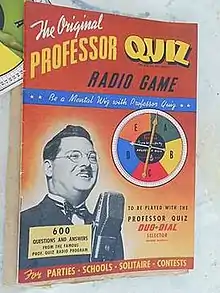 The Original
PROFESSOR QUIZ
RADIO GAME
Be a Mental Wiz with Professor Quiz
E A
D B
C
TO BE PLAYED WITH THE
PROFESSOR QUIZ
DUO-DIAL
SELECTOR
600
QUESTIONS AND ANSWERS
FROM THE FAMOUS
PROF. QUIZ RADIO PROGRAM
For PARTIES - SCHOOLS - SOLITAIRE - CONTESTS